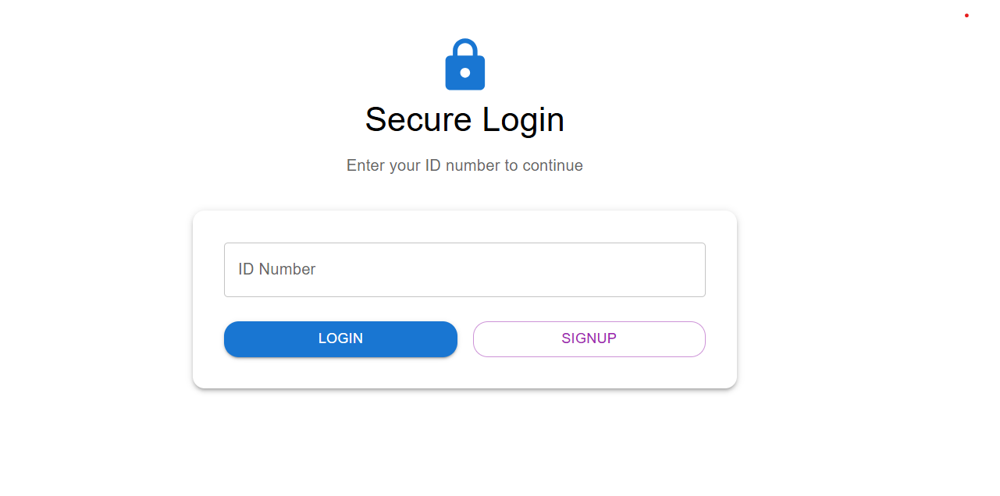 Secure Login
Enter your ID number to continue
ID Number
LOGIN
SIGNUP